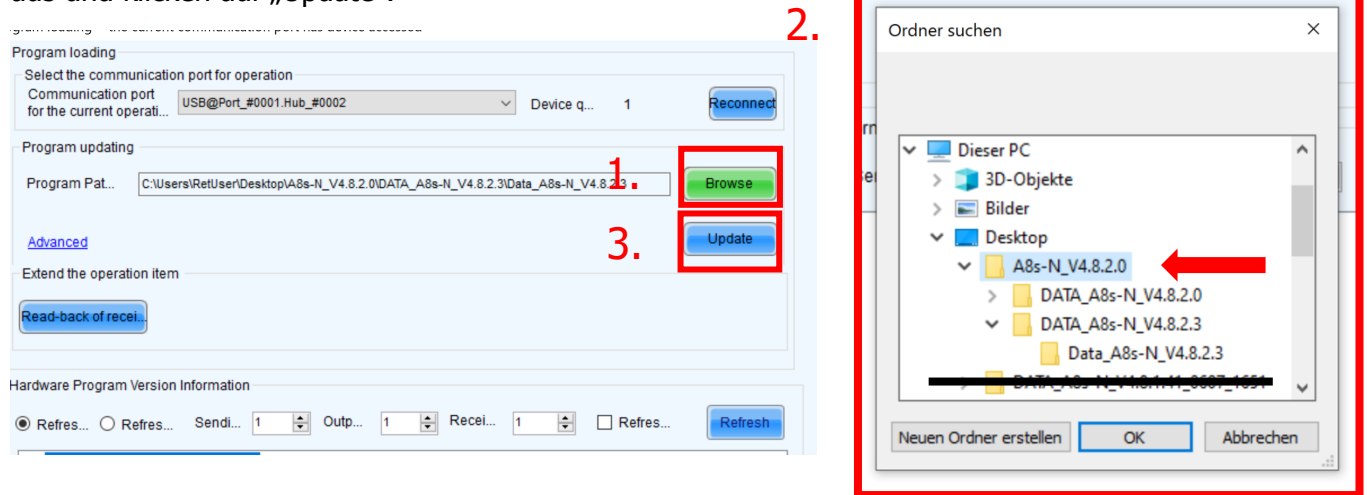 2.
Program loading
Select the communication port for operation
Communication port
for the current operati...
USB@Port_#0001.Hub_#0002
Device q...
1
Reconnect
Program updating
1.
Program Pat...
C:\Users\RetUser\Desktop\A8s-N_V4.8.2.0\DATA_A8s-N_V4.8.2.3\Data_A8s-N_V4.8.2.3
Browse
3.
Update
Advanced
Extend the operation item
Read-back of recei...
Hardware Program Version Information
Refres...
Refres...
Sendi...
1
Outp...
1
Recei...
1
Refres...
Refresh
Ordner suchen
Dieser PC
3D-Objekte
Bilder
Desktop
A8s-N_V4.8.2.0
DATA_A8s-N_V4.8.2.0
DATA_A8s-N_V4.8.2.3
Data_A8s-N_V4.8.2.3
Neuen Ordner erstellen
OK
Abbrechen